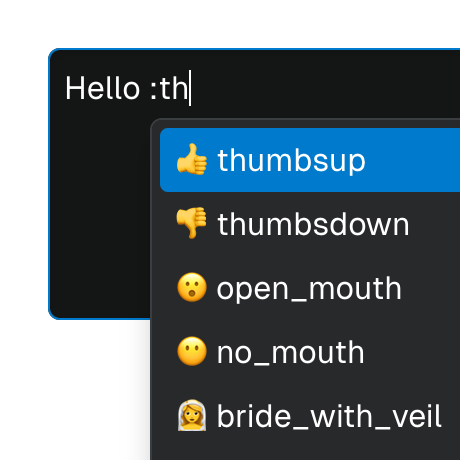 Hello :th
👍 thumbsup
👎 thumbsdown
😮 open_mouth
😶 no_mouth
👰‍♀️ bride_with_veil